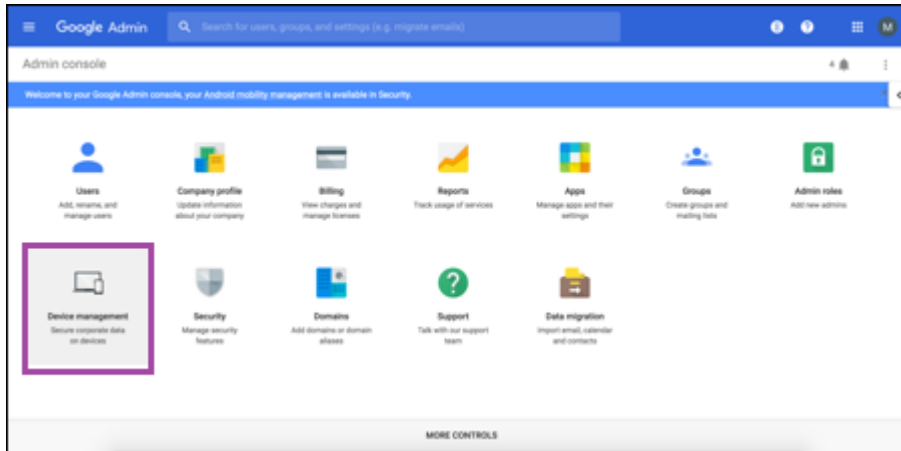 Google Admin
Search for users, groups, and settings (e.g. migrate emails)
M
Admin console
4
Welcome to your Google Admin console, your Android mobility management is available in Security.
Users
Add, rename, and
manage users
Company profile
Update information
about your company
Billing
View charges and
manage licenses
Reports
Track usage of services
Apps
Manage apps and their
settings
Groups
Create groups and
mailing lists
Admin roles
Add new admins
Device management
Secure corporate data
on devices
Security
Manage security
features
Domains
Add domains or domain
aliases
Support
Talk with our support
team
Data migration
Import email, calendar
and contacts
MORE CONTROLS